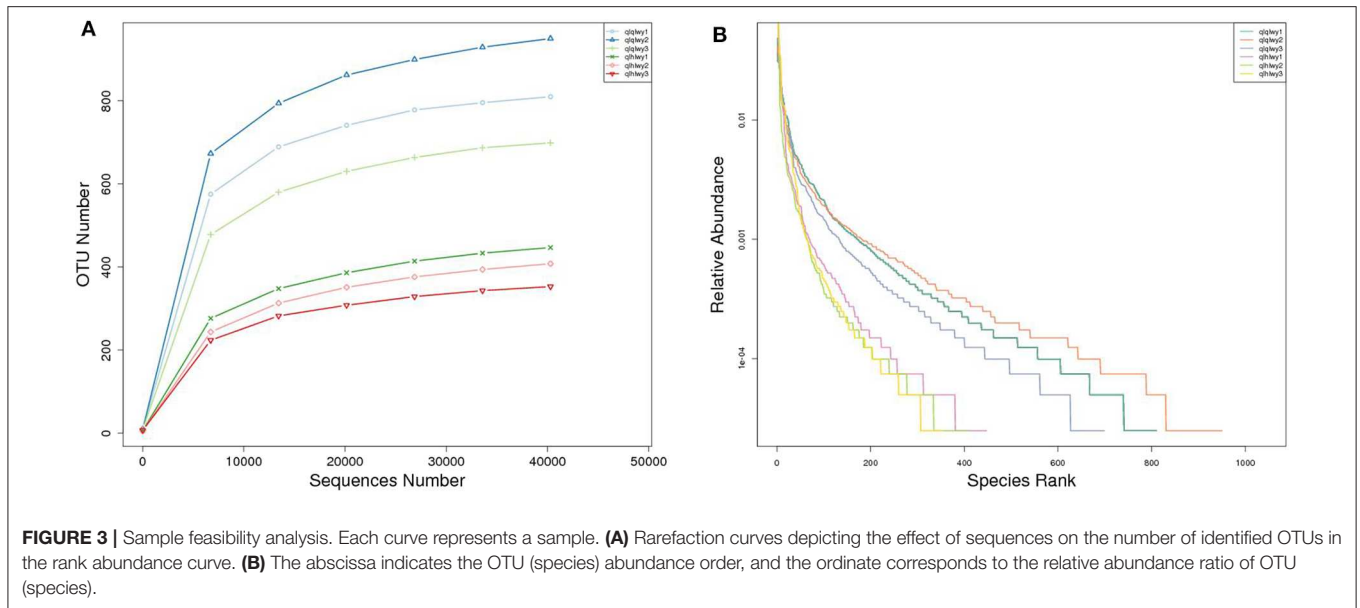 A
OTU Number
800
600
400
200
0
0 10000 20000 30000 40000 50000
Sequences Number
qlqlwy1
qlqlwy2
qlqlwy3
qlhlwy1
qlhlwy2
qlhlwy3
B
Relative Abundance
0.01
0.001
1e-04
0 200 400 600 800 1000
Species Rank
qlqlwy1
qlqlwy2
qlqlwy3
qlhlwy1
qlhlwy2
qlhlwy3
FIGURE 3 | Sample feasibility analysis. Each curve represents a sample. (A) Rarefaction curves depicting the effect of sequences on the number of identified OTUs in
the rank abundance curve. (B) The abscissa indicates the OTU (species) abundance order, and the ordinate corresponds to the relative abundance ratio of OTU
(species).